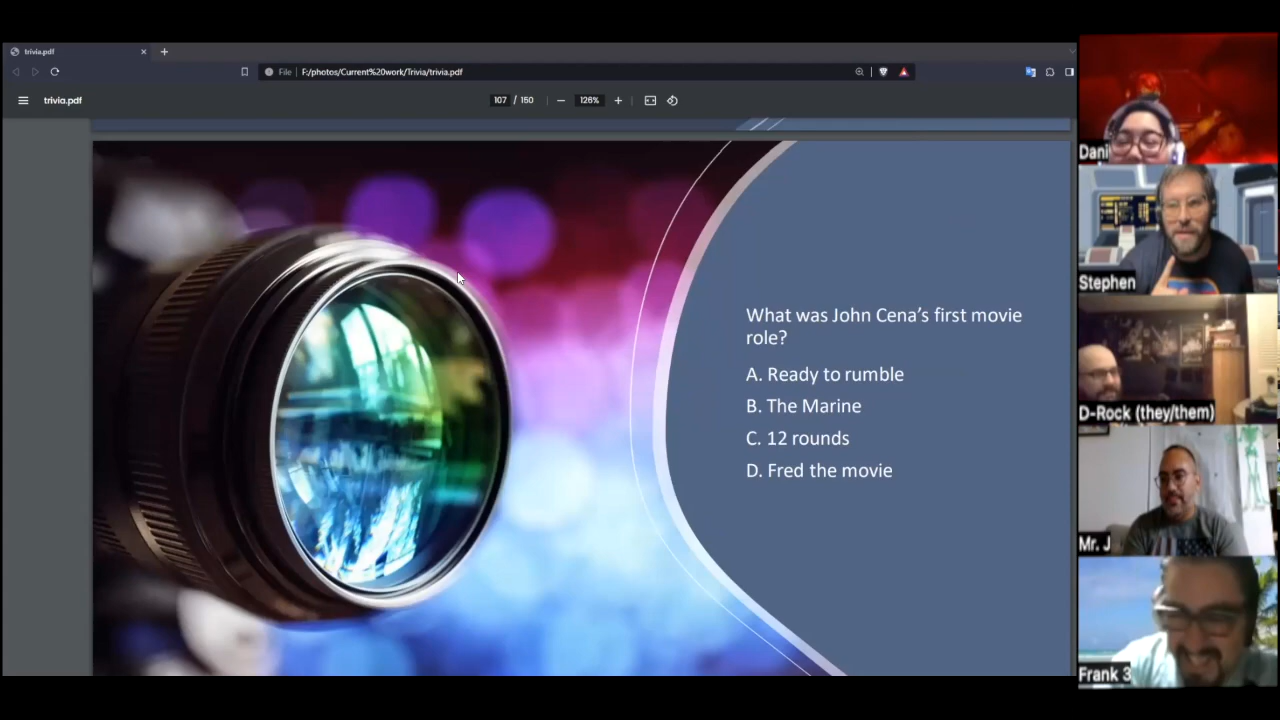 trivia.pdf
File F:/photos/Current%20work/Trivia/trivia.pdf
trivia.pdf
107 / 150
126%
What was John Cena's first movie
role?
A. Ready to rumble
B. The Marine
C. 12 rounds
D. Fred the movie
Dani
Stephen
D-Rock (they/them)
Mr. J
Frank 3